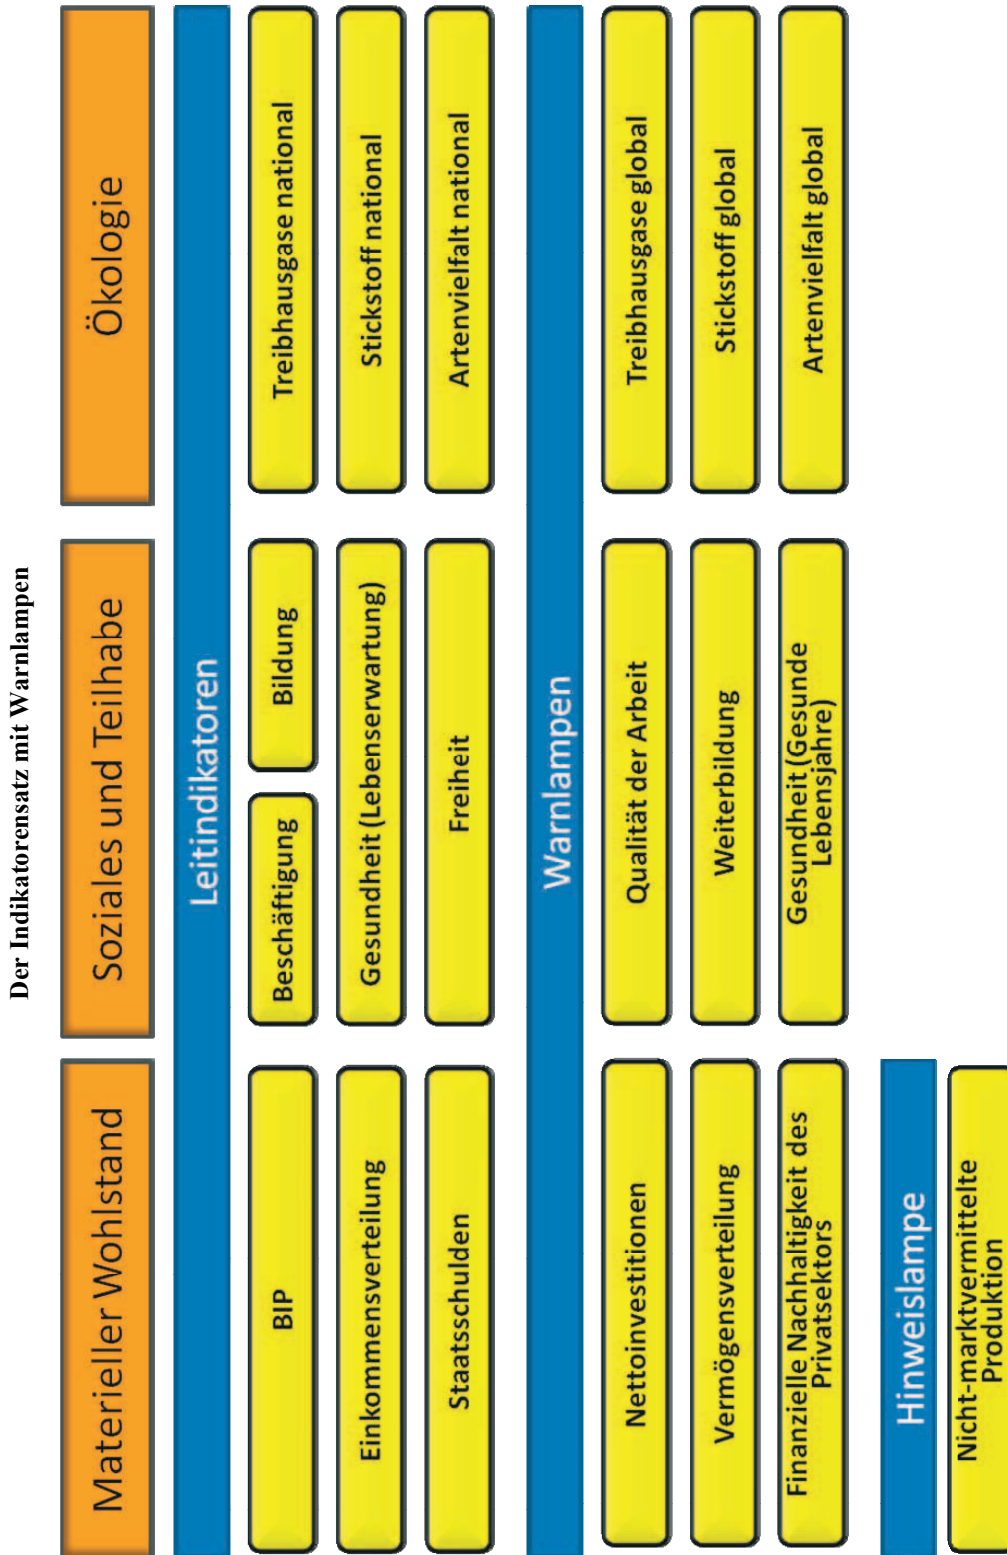 Der Indikatorensatz mit Warnlampen
Materieller Wohlstand
Soziales und Teilhabe
Ökologie
Leitindikatoren
BIP
Beschäftigung
Bildung
Treibhausgase national
Einkommensverteilung
Gesundheit (Lebenserwartung)
Stickstoff national
Staatsschulden
Freiheit
Artenvielfalt national
Warnlampen
Nettoinvestitionen
Qualität der Arbeit
Treibhausgase global
Vermögensverteilung
Weiterbildung
Stickstoff global
Finanzielle Nachhaltigkeit des
Privatsektors
Gesundheit (Gesunde
Lebensjahre)
Artenvielfalt global
Hinweislampe
Nicht-marktvermittelte
Produktion